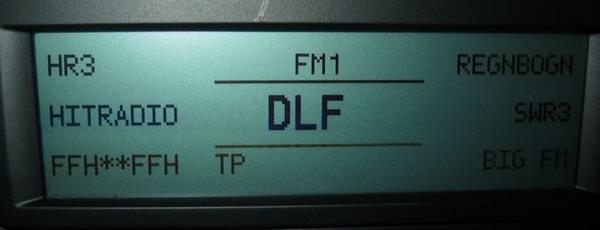 HR3 FM1 REGNBOGN
HITRADIO DLF SWR3
FFH**FFH TP BIG FM